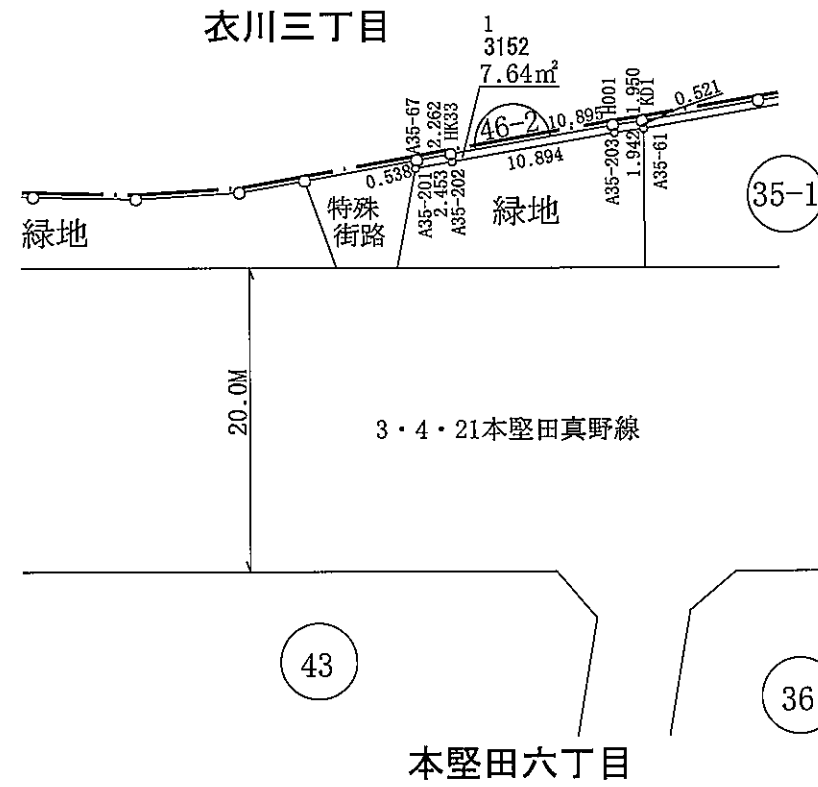 衣川三丁目
1
3152
7.64㎡
46-2
A35-67
2.262
HK33
10.895
H001
1.950
KD1
0.521
0.538
A35-201
2.453
A35-202
10.894
A35-203
1.942
A35-61
35-1
緑地
特殊
街路
緑地
20.0M
3・4・21本堅田真野線
43
36
本堅田六丁目